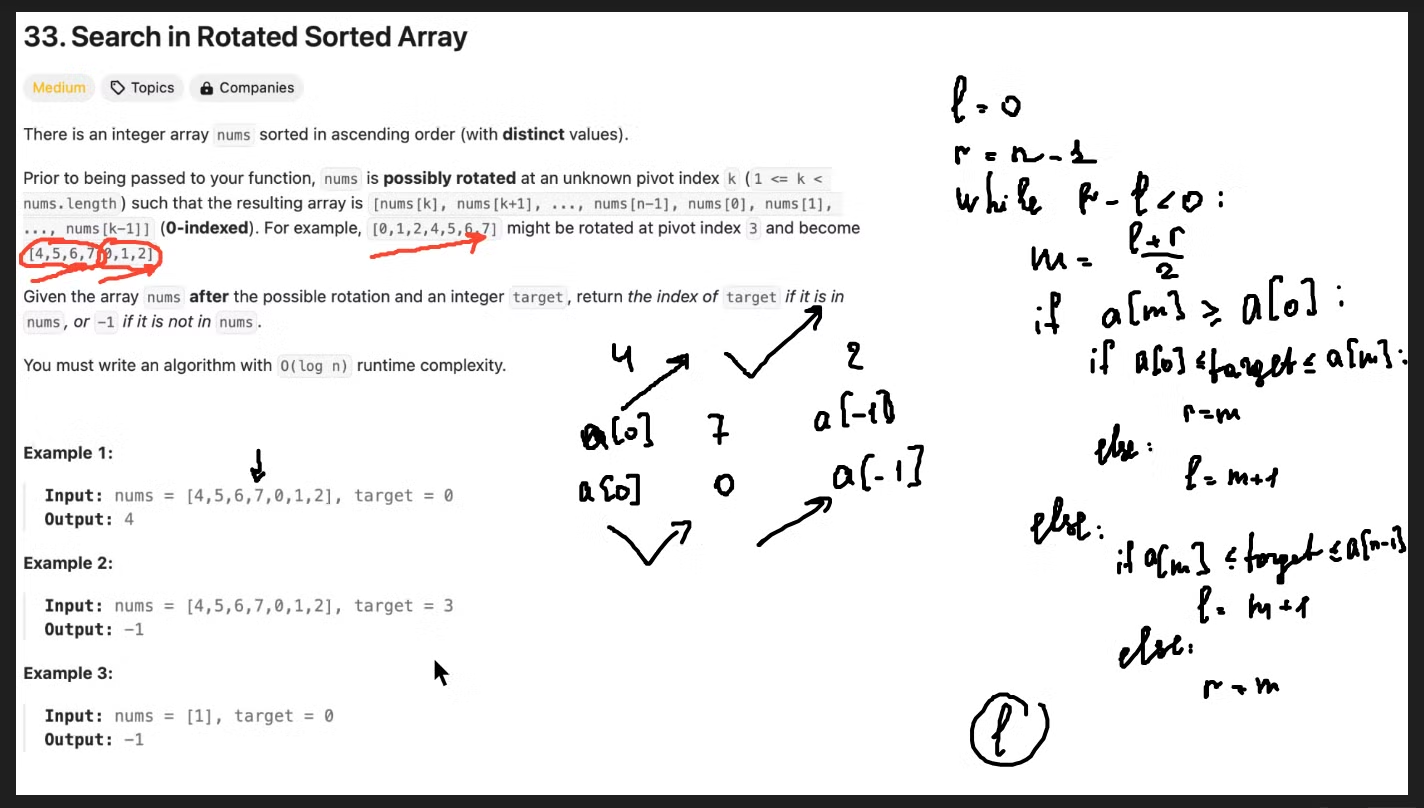 33. Search in Rotated Sorted Array
Medium Topics Companies
There is an integer array nums sorted in ascending order (with distinct values).
Prior to being passed to your function, nums is possibly rotated at an unknown pivot index k (1 <= k <
nums.length) such that the resulting array is [nums[k], nums[k+1], ..., nums[n-1], nums[0], nums[1],
..., nums[k-1]] (0-indexed). For example, [0,1,2,4,5,6,7] might be rotated at pivot index 3 and become
[4,5,6,7,0,1,2]
Given the array nums after the possible rotation and an integer target, return the index of target if it is in
nums, or -1 if it is not in nums.
You must write an algorithm with O(log n) runtime complexity.
Example 1:
Input: nums = [4,5,6,7,0,1,2], target = 0
Output: 4
Example 2:
Input: nums = [4,5,6,7,0,1,2], target = 3
Output: -1
Example 3:
Input: nums = [1], target = 0
Output: -1
4 2
a[0] 7 a[-1]
a[0] 0 a[-1]
l = 0
r = n - 1
while r - l < 0 :
m = l + r
2
if a[m] ≥ a[0] :
if a[0] ≤ target ≤ a[m] :
r = m
else :
l = m + 1
else :
if a[m] ≤ target ≤ a[n-1]
l = m + 1
else :
r = m
l